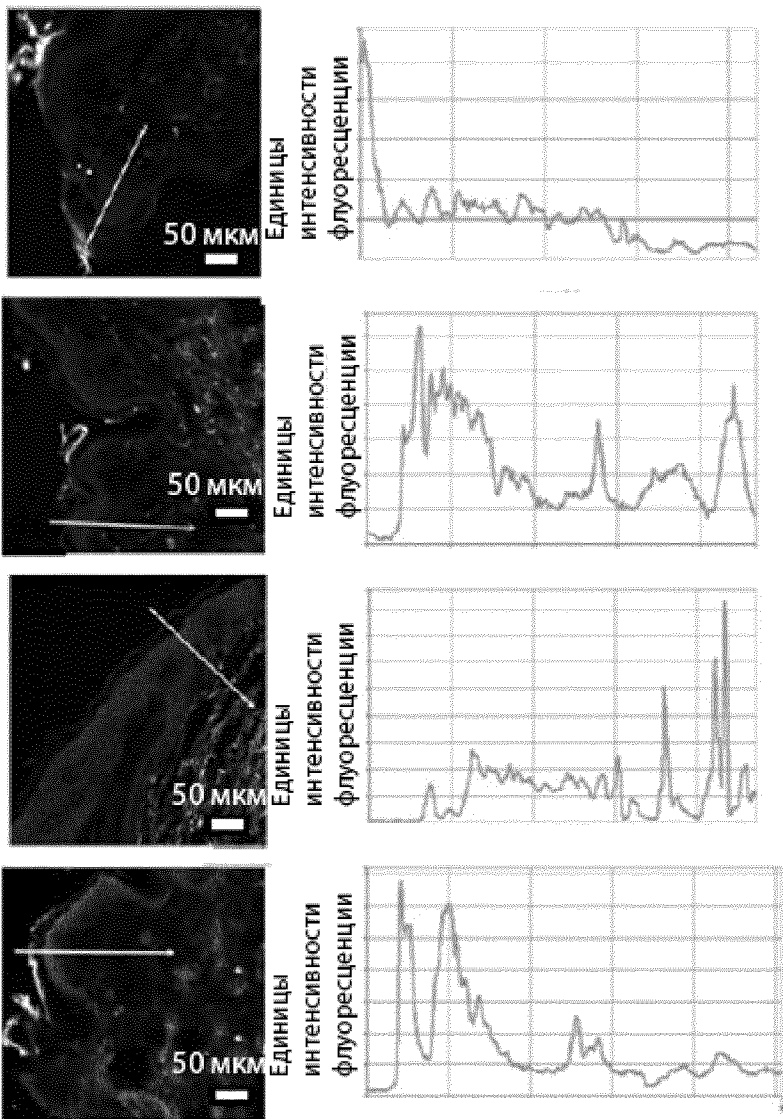 50 мкм
Единицы
интенсивности
флуоресценции
50 мкм
Единицы
интенсивности
флуоресценции
50 мкм
Единицы
интенсивности
флуоресценции
50 мкм
Единицы
интенсивности
флуоресценции